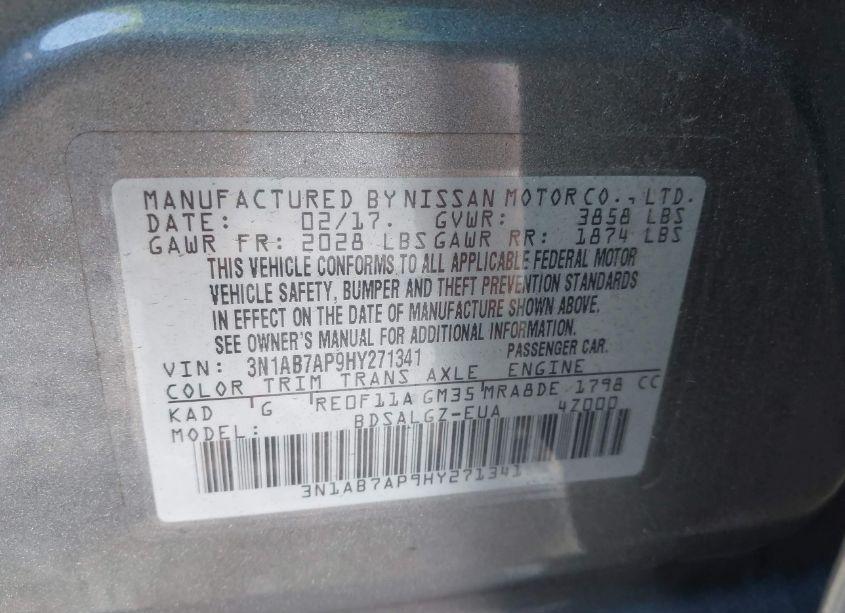 MANUFACTURED BY NISSAN MOTOR CO., LTD.
DATE: 02/17. GVWR: 3858 LBS
GAWR FR: 2028 LBS GAWR RR: 1874 LBS
THIS VEHICLE CONFORMS TO ALL APPLICABLE FEDERAL MOTOR
VEHICLE SAFETY, BUMPER AND THEFT PREVENTION STANDARDS
IN EFFECT ON THE DATE OF MANUFACTURE SHOWN ABOVE.
SEE OWNER'S MANUAL FOR ADDITIONAL INFORMATION.
VIN: 3N1AB7AP9HY271341 PASSENGER CAR.
COLOR TRIM TRANS AXLE ENGINE
KAD G RE0F11A GM35 MRA8DE 1798 CC
MODEL: BDSALGZ-EUA 4Z000
3N1AB7AP9HY271341